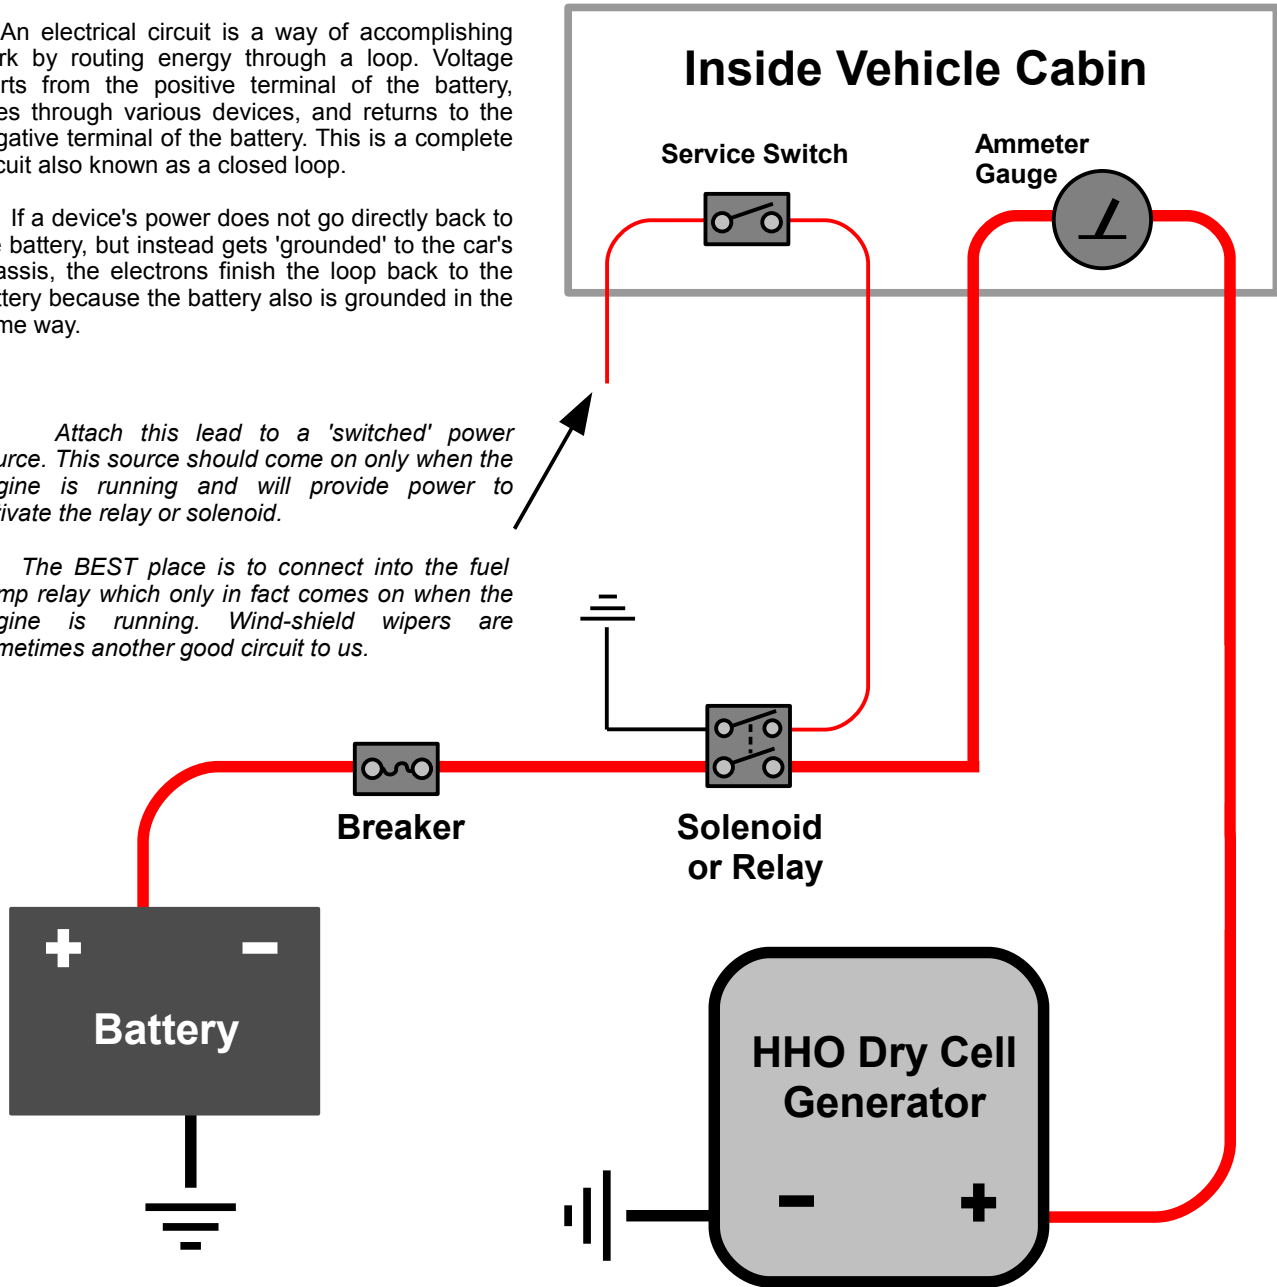 An electrical circuit is a way of accomplishing
rk by routing energy through a loop. Voltage
rts from the positive terminal of the battery,
es through various devices, and returns to the
gative terminal of the battery. This is a complete
cuit also known as a closed loop.
If a device's power does not go directly back to
e battery, but instead gets 'grounded' to the car's
assis, the electrons finish the loop back to the
ttery because the battery also is grounded in the
me way.
Attach this lead to a 'switched' power
urce. This source should come on only when the
gine is running and will provide power to
tivate the relay or solenoid.
The BEST place is to connect into the fuel
mp relay which only in fact comes on when the
gine is running. Wind-shield wipers are
metimes another good circuit to us.
Inside Vehicle Cabin
Service Switch
Ammeter
Gauge
Breaker
Solenoid
or Relay
+ -
Battery
HHO Dry Cell
Generator
- +